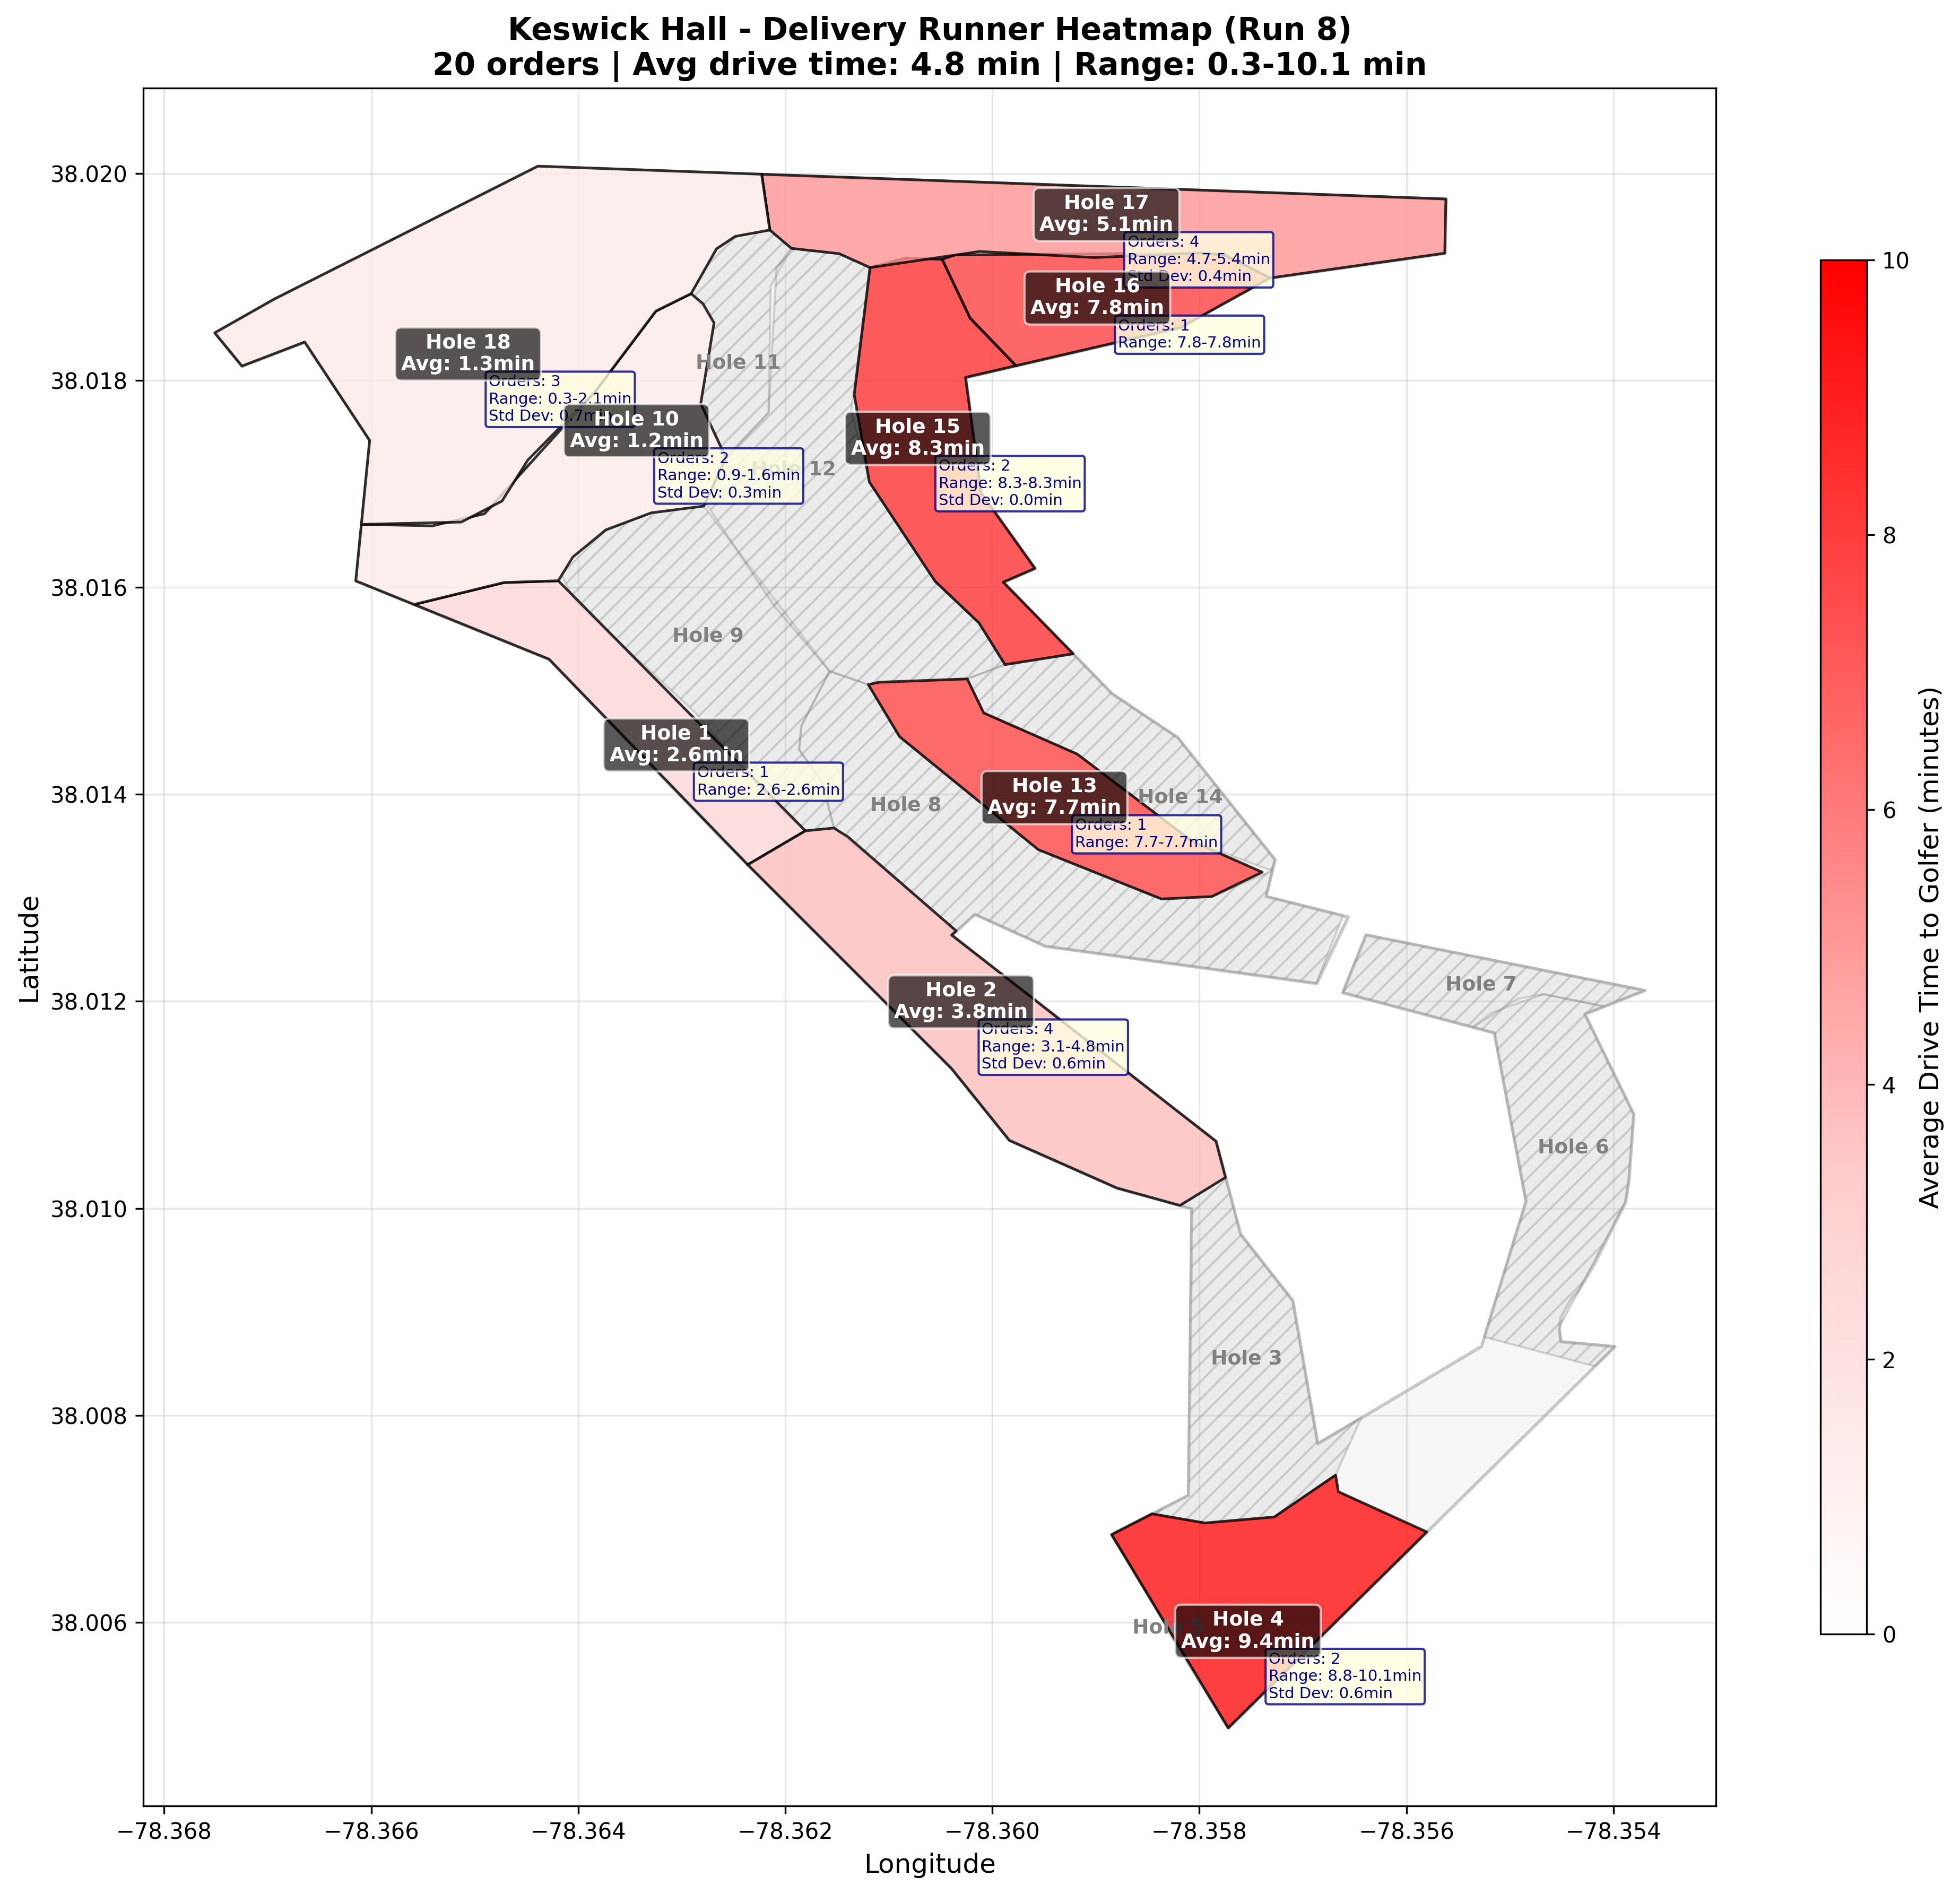 Keswick Hall - Delivery Runner Heatmap (Run 8)
20 orders | Avg drive time: 4.8 min | Range: 0.3-10.1 min
Latitude
38.020
38.018
38.016
38.014
38.012
38.010
38.008
38.006
Hole 17
Avg: 5.1min
Orders: 4
Range: 4.7-5.4min
Std Dev: 0.4min
Hole 16
Avg: 7.8min
Orders: 1
Range: 7.8-7.8min
Hole 18
Avg: 1.3min
Orders: 3
Range: 0.3-2.1min
Std Dev: 0.7min
Hole 11
Hole 10
Avg: 1.2min
Orders: 2
Range: 0.9-1.6min
Std Dev: 0.3min
Hole 12
Hole 15
Avg: 8.3min
Orders: 2
Range: 8.3-8.3min
Std Dev: 0.0min
Hole 9
Hole 1
Avg: 2.6min
Orders: 1
Range: 2.6-2.6min
Hole 8
Hole 13
Avg: 7.7min
Orders: 1
Range: 7.7-7.7min
Hole 14
Hole 7
Hole 2
Avg: 3.8min
Orders: 4
Range: 3.1-4.8min
Std Dev: 0.6min
Hole 6
Hole 3
Hole 5
Hole 4
Avg: 9.4min
Orders: 2
Range: 8.8-10.1min
Std Dev: 0.6min
−78.368
−78.366
−78.364
−78.362
−78.360
−78.358
−78.356
−78.354
Longitude
10
8
6
4
2
0
Average Drive Time to Golfer (minutes)